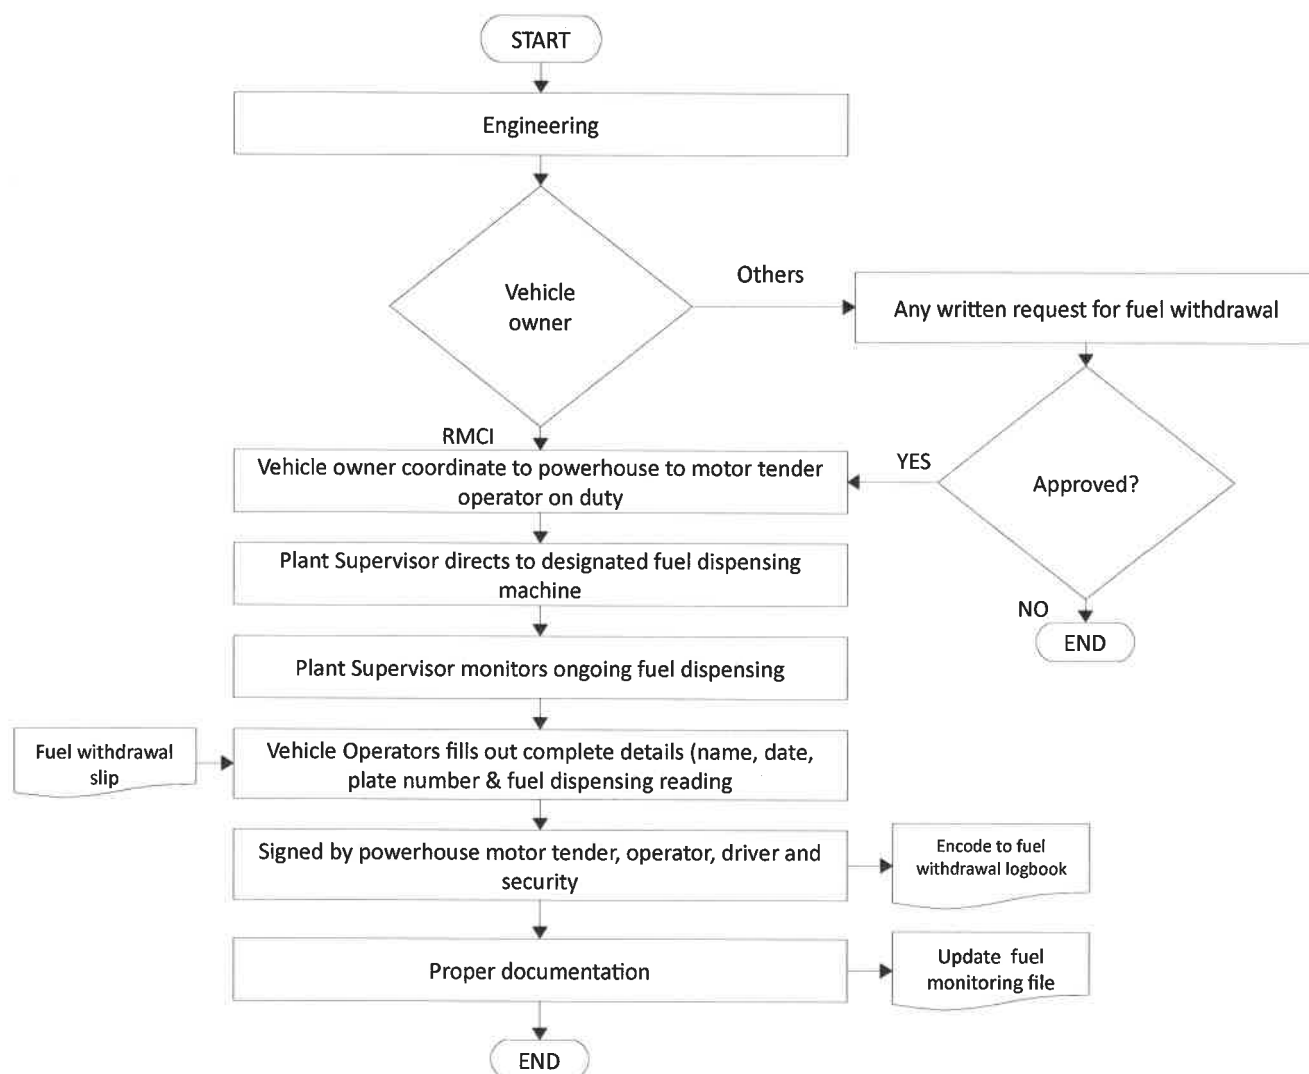 START
Engineering
Vehicle
owner
Others
Any written request for fuel withdrawal
RMCI
Vehicle owner coordinate to powerhouse to motor tender
operator on duty
YES
Approved?
Plant Supervisor directs to designated fuel dispensing
machine
NO
END
Plant Supervisor monitors ongoing fuel dispensing
Fuel withdrawal
slip
Vehicle Operators fills out complete details (name, date,
plate number & fuel dispensing reading
Signed by powerhouse motor tender, operator, driver and
security
Encode to fuel
withdrawal logbook
Proper documentation
Update fuel
monitoring file
END